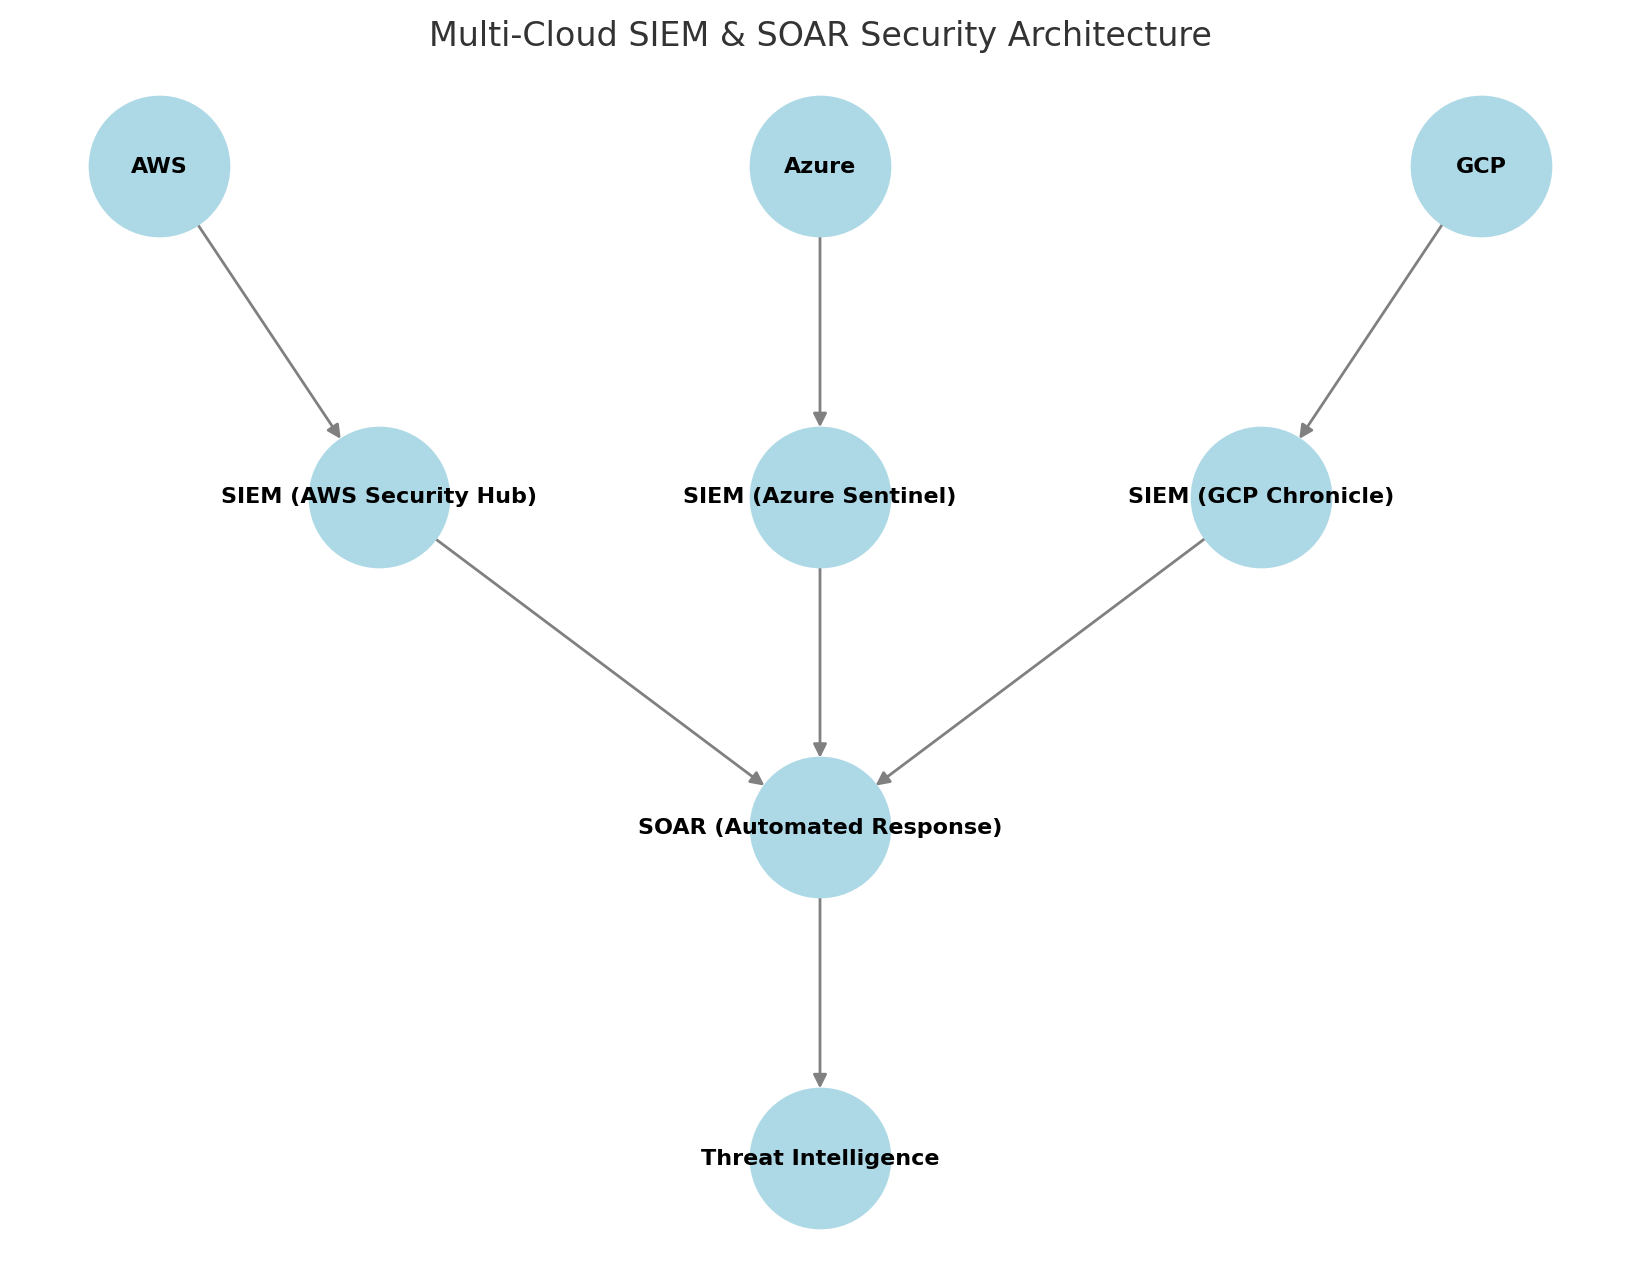 Multi-Cloud SIEM & SOAR Security Architecture
AWS
Azure
GCP
SIEM (AWS Security Hub)
SIEM (Azure Sentinel)
SIEM (GCP Chronicle)
SOAR (Automated Response)
Threat Intelligence